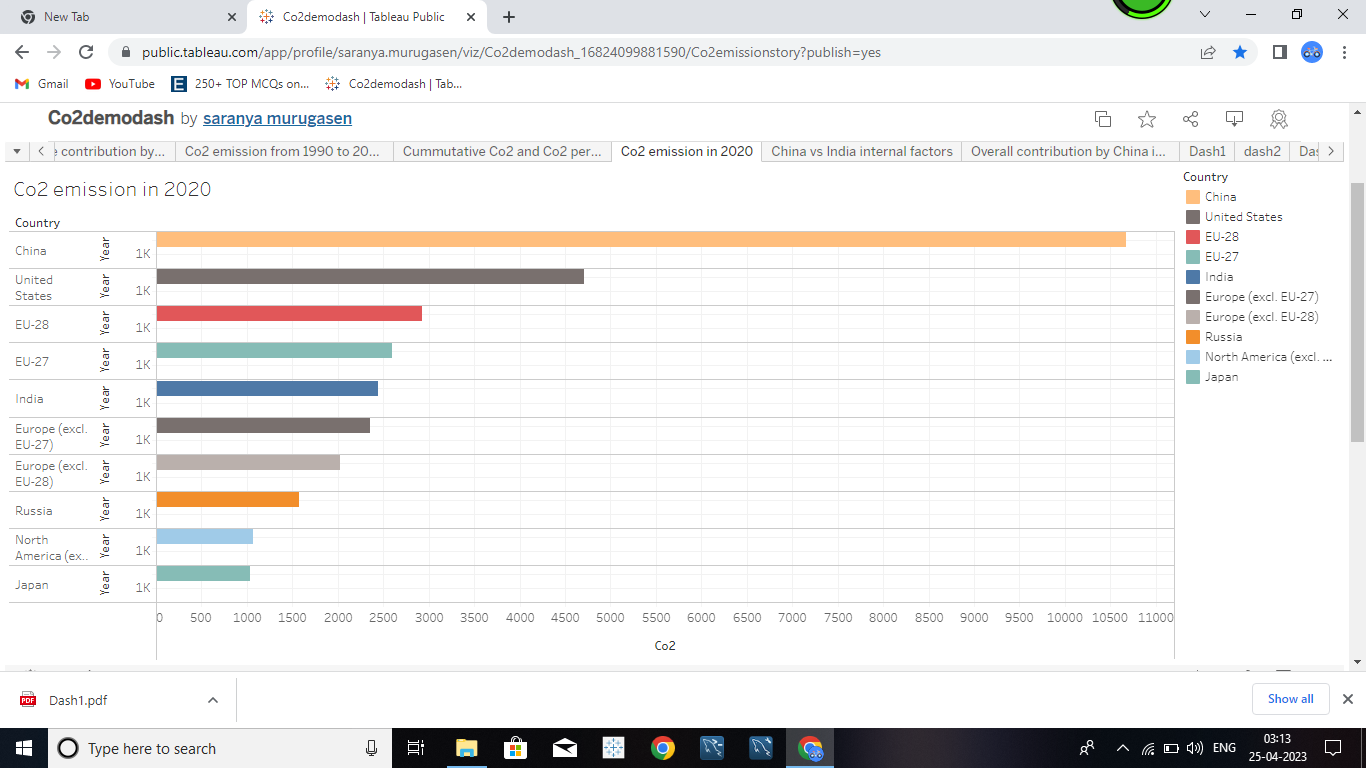 New Tab
Co2demodash | Tableau Public
public.tableau.com/app/profile/saranya.murugasen/viz/Co2demodash_16824099881590/Co2emissionstory?publish=yes
Gmail
YouTube
250+ TOP MCQs on...
Co2demodash | Tab...
Co2demodash by saranya murugasen
e contribution by...
Co2 emission from 1990 to 20...
Cummutative Co2 and Co2 per...
Co2 emission in 2020
China vs India internal factors
Overall contribution by China i...
Dash1
dash2
Das
Co2 emission in 2020
Country
China
Year
1K
United
States
Year
1K
EU-28
Year
1K
EU-27
Year
1K
India
Year
1K
Europe (excl.
EU-27)
Year
1K
Europe (excl.
EU-28)
Year
1K
Russia
Year
1K
North
America (ex..
Year
1K
Japan
Year
1K
0 500 1000 1500 2000 2500 3000 3500 4000 4500 5000 5500 6000 6500 7000 7500 8000 8500 9000 9500 10000 10500 11000
Co2
Country
China
United States
EU-28
EU-27
India
Europe (excl. EU-27)
Europe (excl. EU-28)
Russia
North America (excl. ...
Japan
PDF
Dash1.pdf
Show all
Type here to search
ENG
03:13
25-04-2023